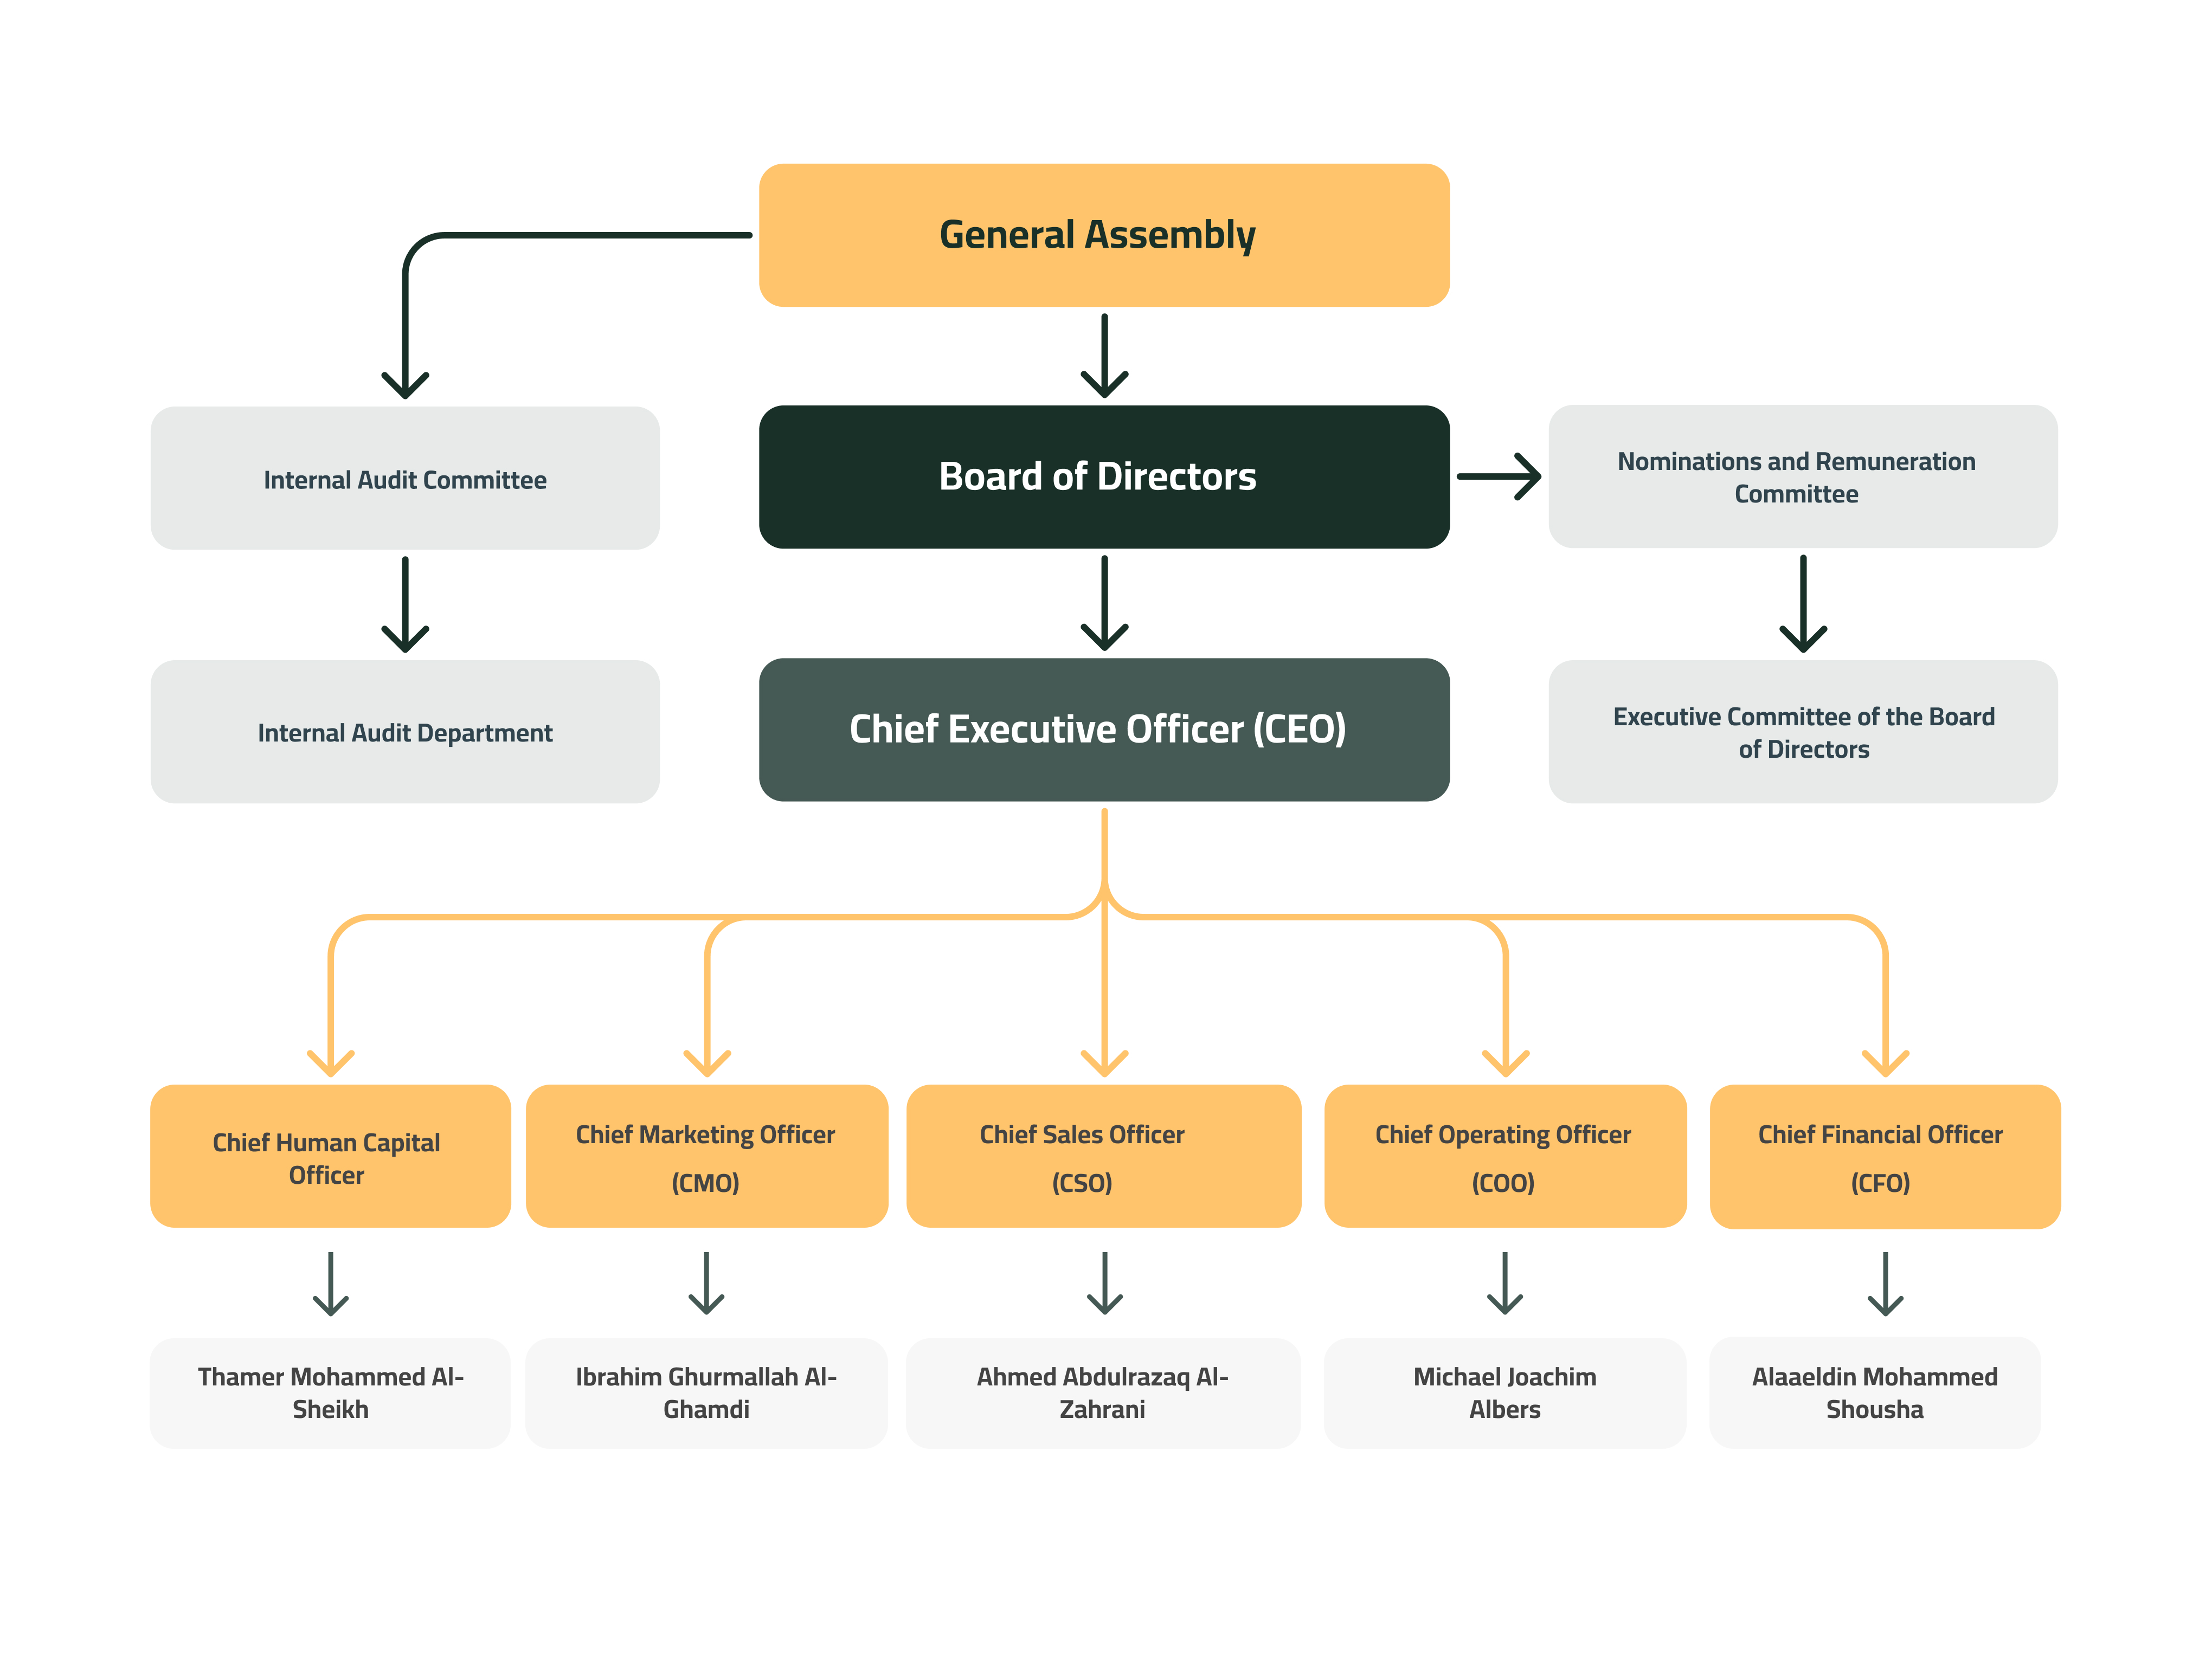 General Assembly
Internal Audit Committee
Board of Directors
Nominations and Remuneration
Committee
Internal Audit Department
Chief Executive Officer (CEO)
Executive Committee of the Board
of Directors
Chief Human Capital
Officer
Chief Marketing Officer
(CMO)
Chief Sales Officer
(CSO)
Chief Operating Officer
(COO)
Chief Financial Officer
(CFO)
Thamer Mohammed Al-
Sheikh
Ibrahim Ghurmallah Al-
Ghamdi
Ahmed Abdulrazaq Al-
Zahrani
Michael Joachim
Albers
Alaaeldin Mohammed
Shousha